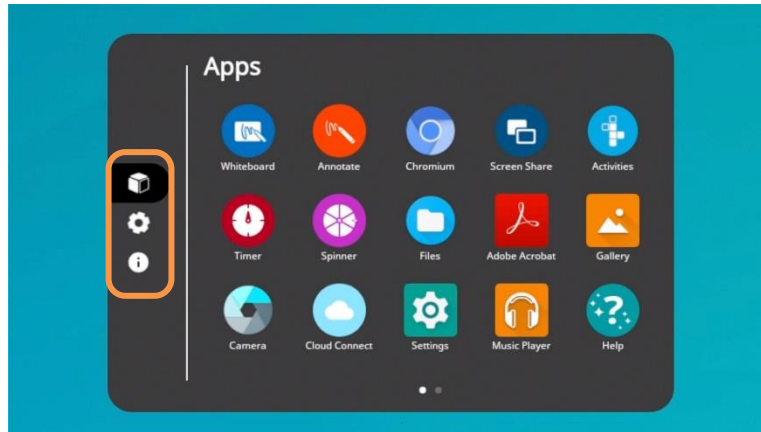 Apps
Whiteboard Annotate Chromium Screen Share Activities
Timer Spinner Files Adobe Acrobat Gallery
Camera Cloud Connect Settings Music Player Help